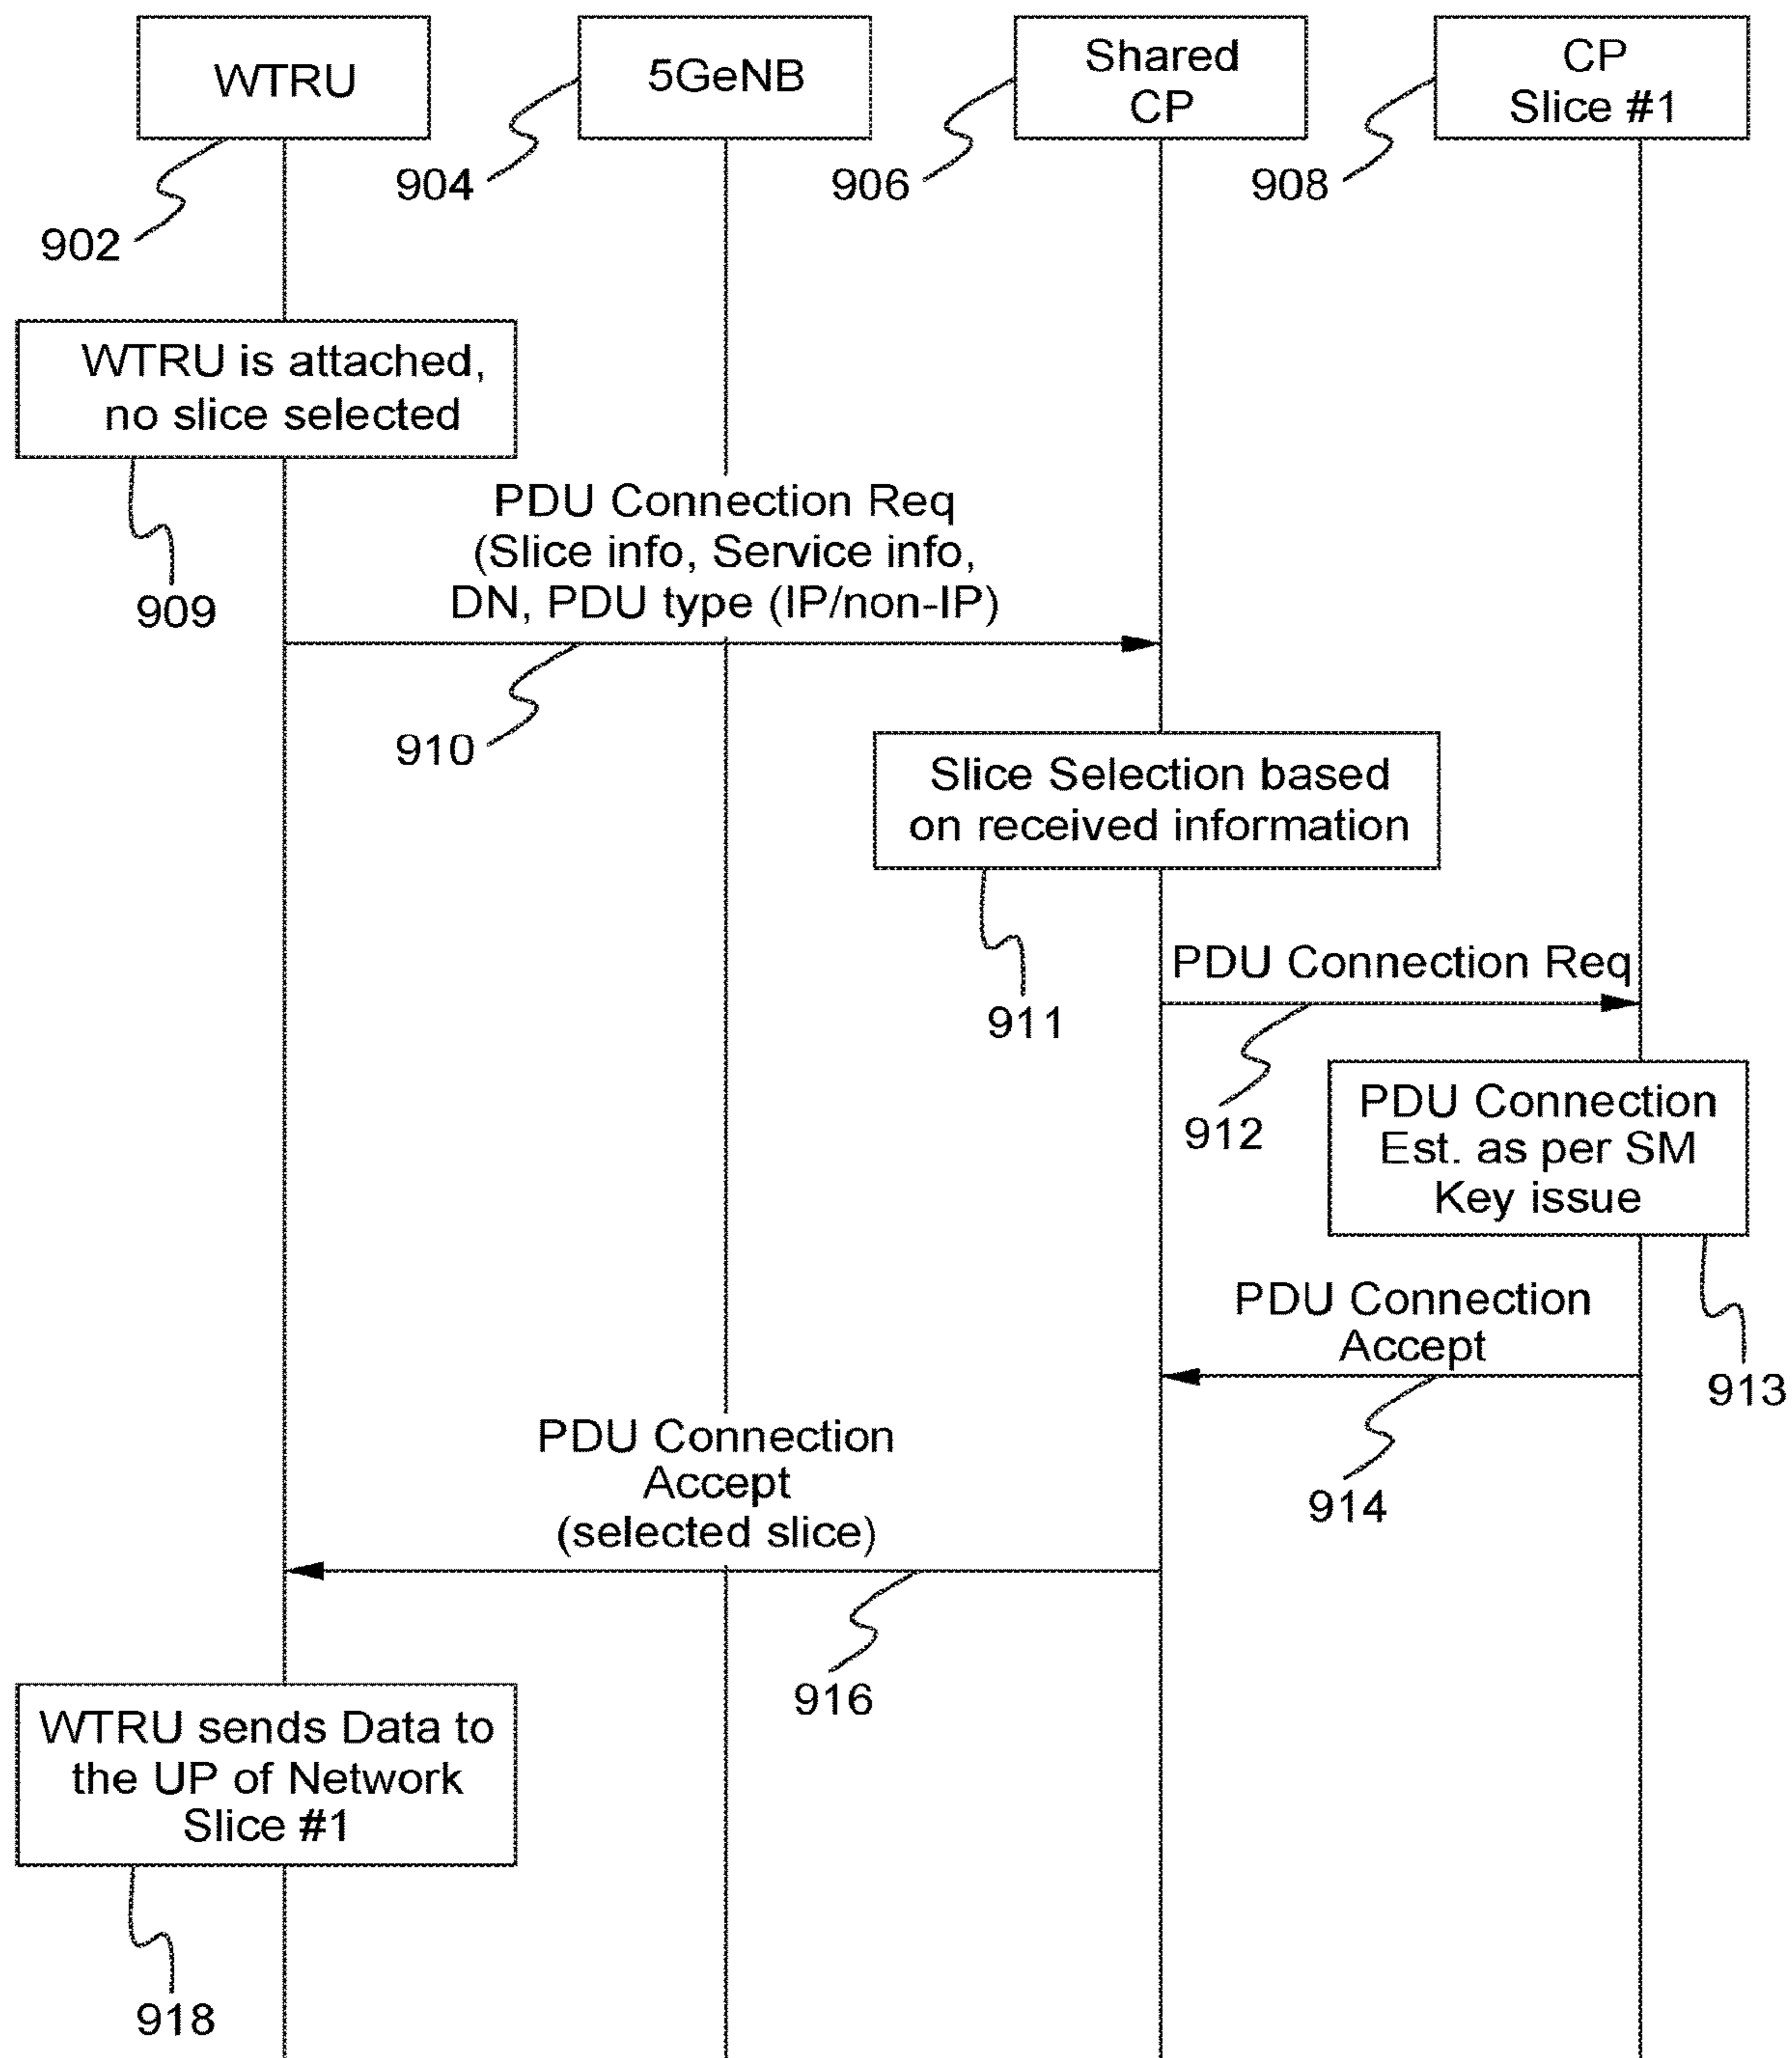 WTRU
5GeNB
Shared
CP
CP
Slice #1
902
904
906
908
WTRU is attached,
no slice selected
909
PDU Connection Req
(Slice info, Service info,
DN, PDU type (IP/non-IP)
910
Slice Selection based
on received information
911
PDU Connection Req
912
PDU Connection
Est. as per SM
Key issue
913
PDU Connection
Accept
914
PDU Connection
Accept
(selected slice)
916
WTRU sends Data to
the UP of Network
Slice #1
918